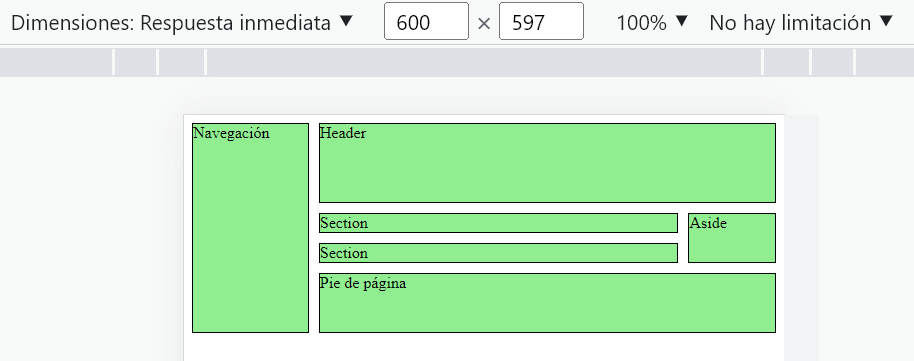 Dimensiones: Respuesta inmediata ▼ 600 × 597 100% ▼ No hay limitación ▼
Navegación
Header
Section
Aside
Section
Pie de página